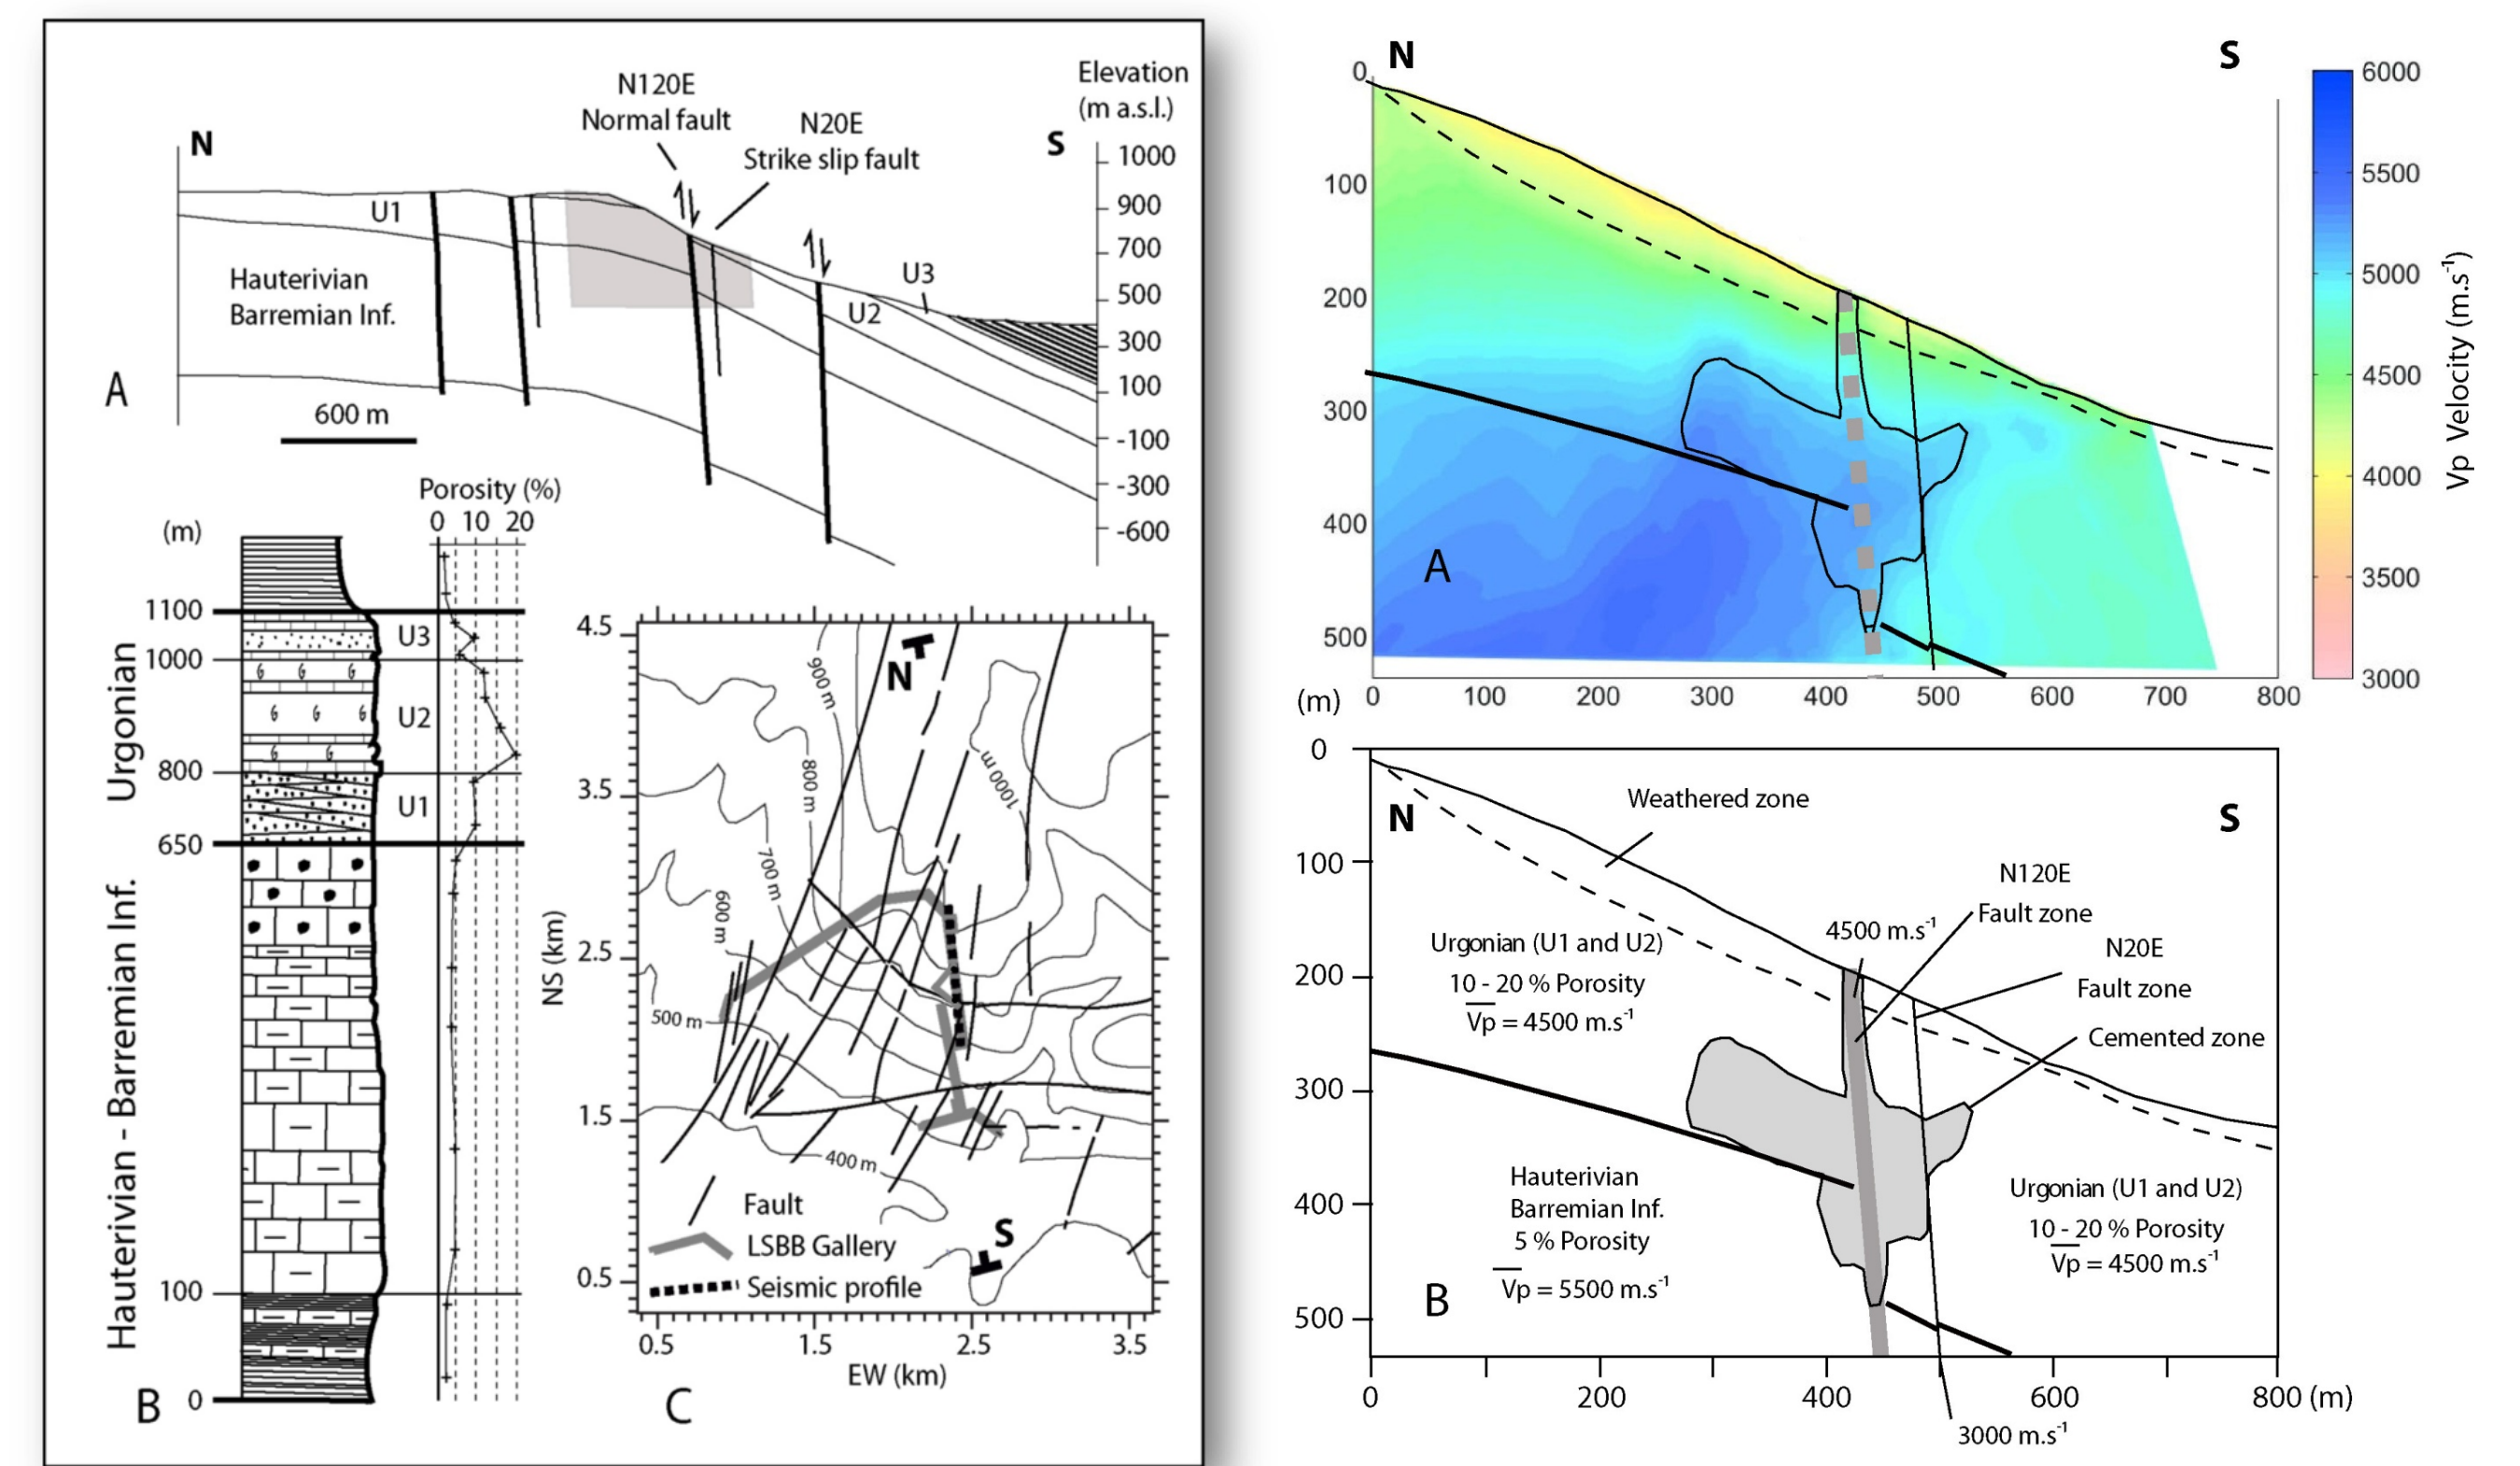 N120E
Normal fault
N20E
Strike slip fault
Elevation
(m a.s.l.)
N
S
1000
900
700
500
300
100
-100
-300
-600
U1
U2
U3
Hauterivian
Barremian Inf.
A
600 m
Porosity (%)
0 10 20
(m)
1100
1000
800
650
100
0
U3
U2
U1
Urgonian
Hauterivian - Barremian Inf.
B
4.5
3.5
2.5
1.5
0.5
NS (km)
N
900 m
800 m
1000 m
700 m
600 m
500 m
400 m
Fault
LSBB Gallery
Seismic profile
S
0.5 1.5 2.5 3.5
EW (km)
C
N
S
0
100
200
300
400
500
A
(m) 0 100 200 300 400 500 600 700 800
6000
5500
5000
4500
4000
3500
3000
Vp Velocity (m.s-1)
0
100
200
300
400
500
N
S
Weathered zone
N120E
Fault zone
4500 m.s-1
N20E
Fault zone
Cemented zone
Urgonian (U1 and U2)
10 - 20 % Porosity
Vp = 4500 m.s-1
Hauterivian
Barremian Inf.
5 % Porosity
Vp = 5500 m.s-1
Urgonian (U1 and U2)
10 - 20 % Porosity
Vp = 4500 m.s-1
B
0 200 400 600 800 (m)
3000 m.s-1